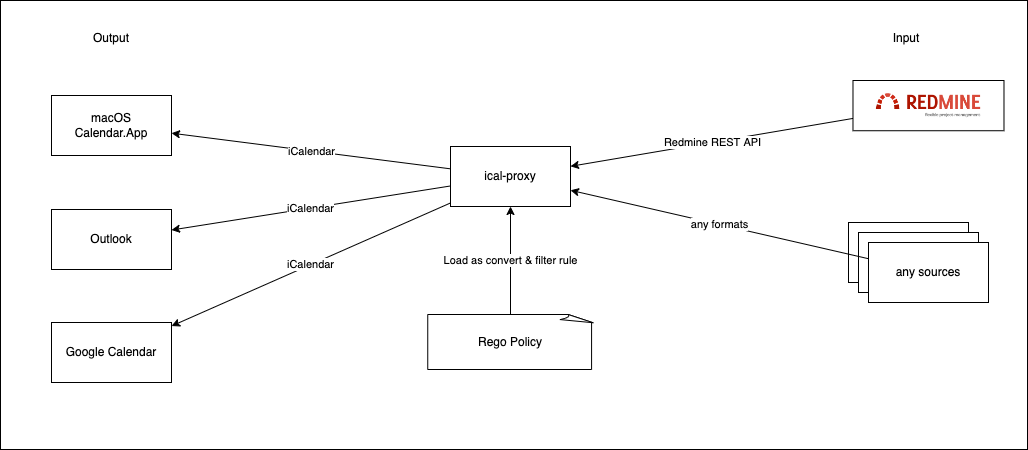 Output
Input
macOS
Calendar.App
REDMINE
flexible project management
Redmine REST API
iCalendar
ical-proxy
Outlook
iCalendar
any formats
iCalendar
Load as convert & filter rule
any sources
Google Calendar
Rego Policy